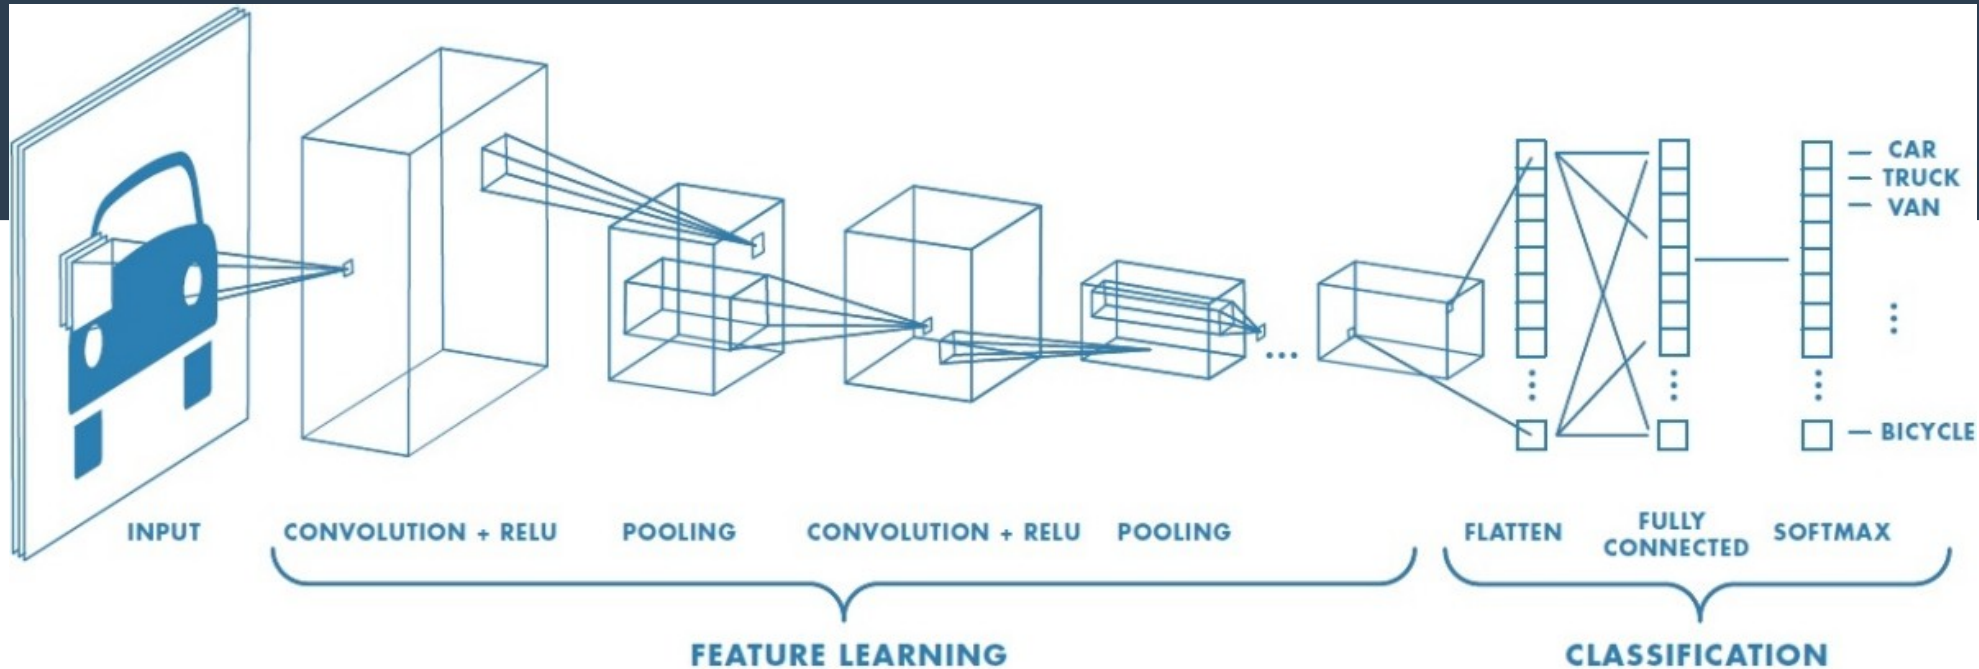 CAR
TRUCK
VAN
BICYCLE
INPUT
CONVOLUTION + RELU
POOLING
CONVOLUTION + RELU
POOLING
FLATTEN
FULLY
CONNECTED
SOFTMAX
FEATURE LEARNING
CLASSIFICATION